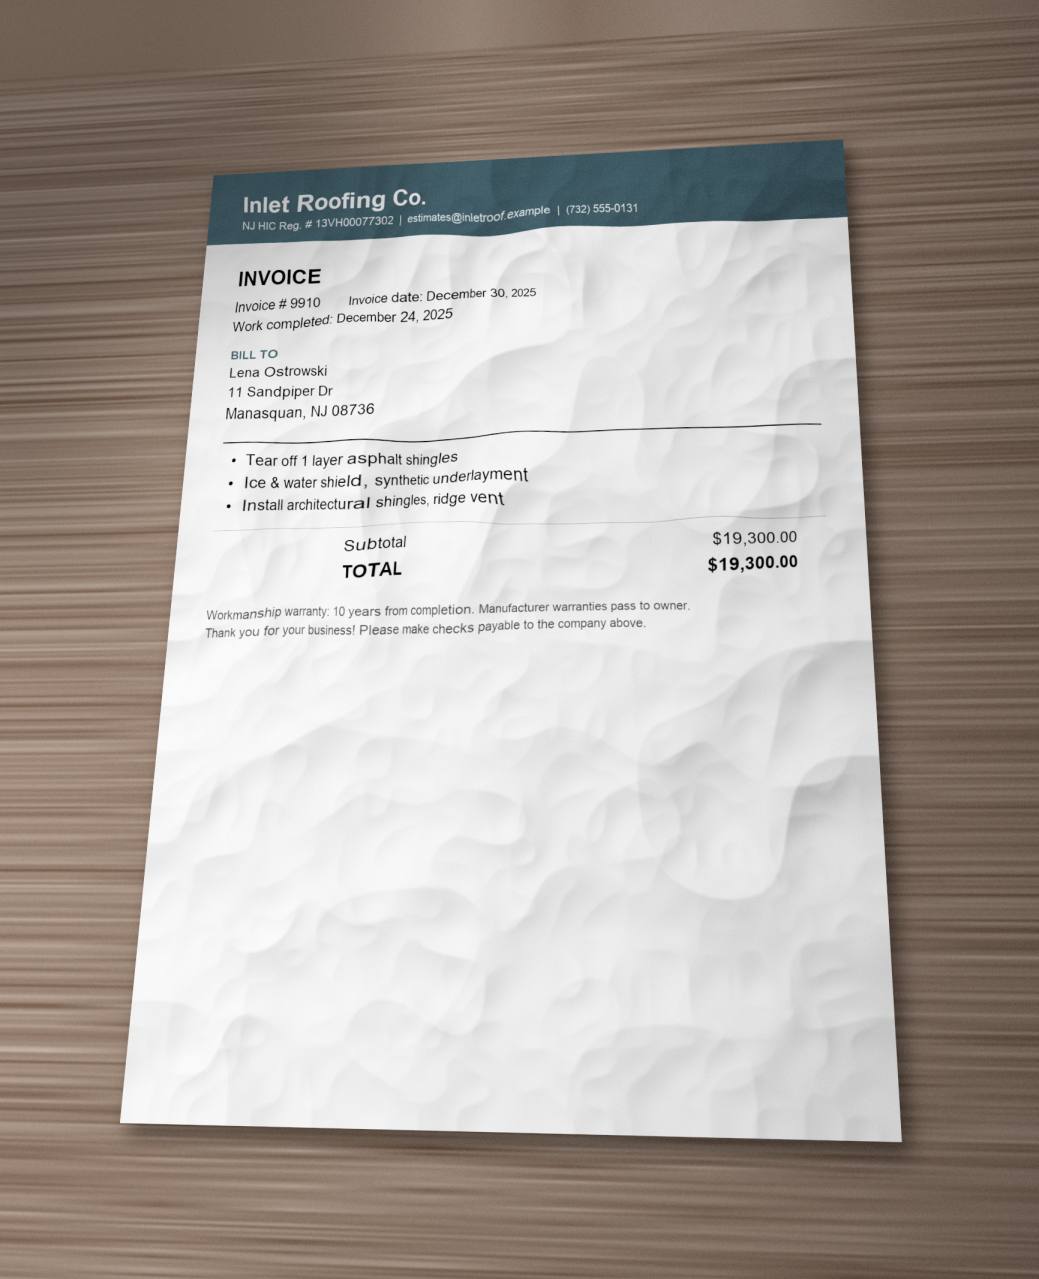 Inlet Roofing Co.
NJ HIC Reg. # 13VH00077302 | estimates@inletroof.example | (732) 555-0131
INVOICE
Invoice # 9910 Invoice date: December 30, 2025
Work completed: December 24, 2025
BILL TO
Lena Ostrowski
11 Sandpiper Dr
Manasquan, NJ 08736
• Tear off 1 layer asphalt shingles
• Ice & water shield, synthetic underlayment
• Install architectural shingles, ridge vent
Subtotal $19,300.00
TOTAL $19,300.00
Workmanship warranty: 10 years from completion. Manufacturer warranties pass to owner.
Thank you for your business! Please make checks payable to the company above.